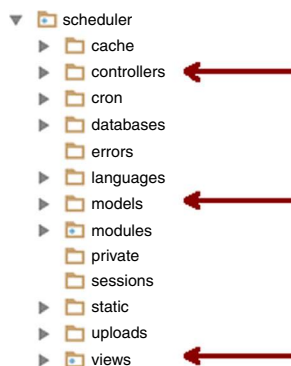 scheduler
cache
controllers
cron
databases
errors
languages
models
modules
private
sessions
static
uploads
views